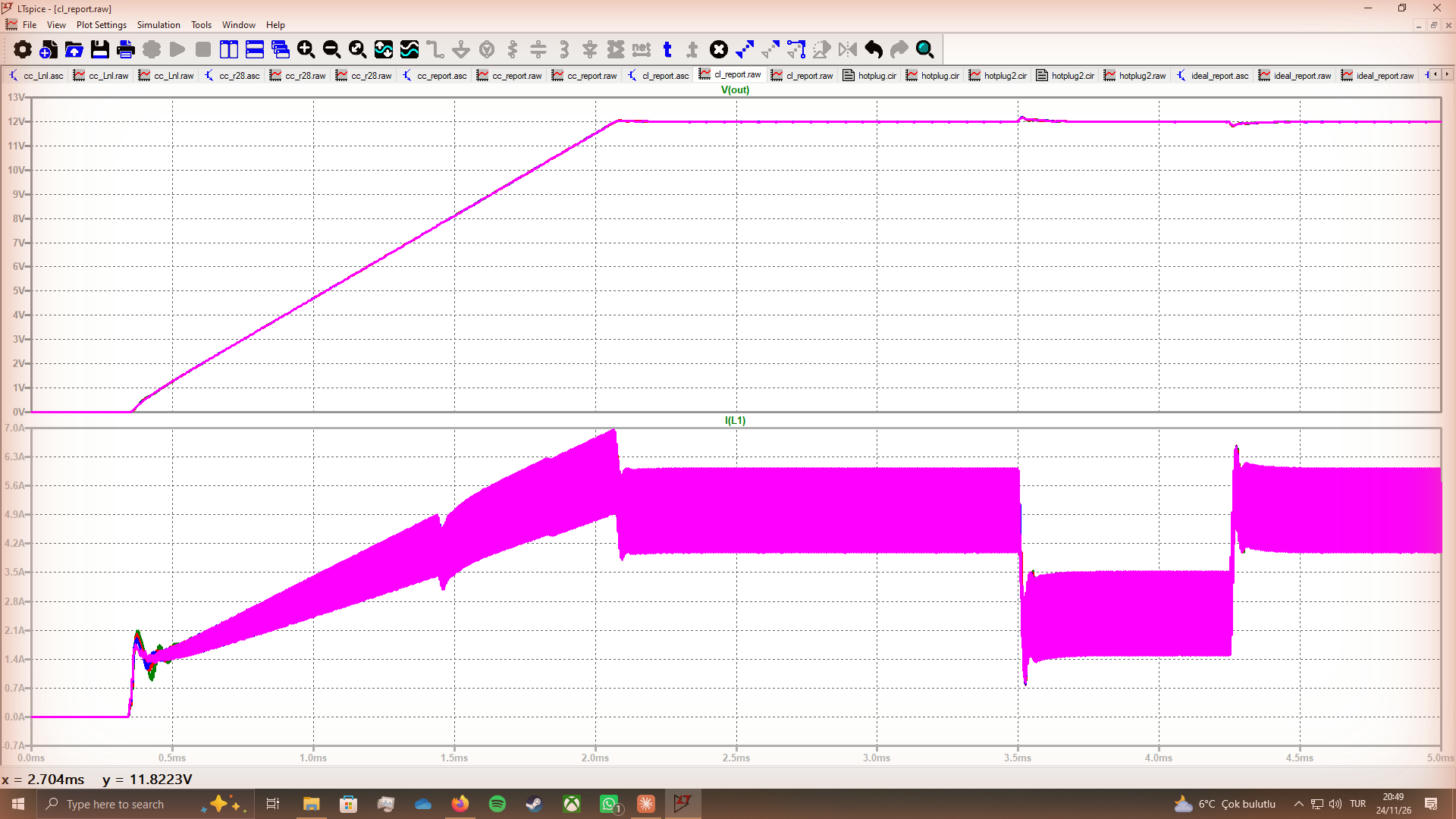 LTspice - [cl_report.raw]
File View Plot Settings Simulation Tools Window Help
cc_Lnl.asc cc_Lnl.raw cc_Lnl.raw cc_r28.asc cc_r28.raw cc_r28.raw cc_report.asc cc_report.raw cc_report.raw cl_report.asc cl_report.raw cl_report.raw hotplug.cir hotplug.cir hotplug2.cir hotplug2.cir hotplug2.raw ideal_report.asc ideal_report.raw ideal_report.raw
V(out)
13V
12V
11V
10V
9V
8V
7V
6V
5V
4V
3V
2V
1V
0V
I(L1)
7.0A
6.3A
5.6A
4.9A
4.2A
3.5A
2.8A
2.1A
1.4A
0.7A
0.0A
-0.7A
0.0ms 0.5ms 1.0ms 1.5ms 2.0ms 2.5ms 3.0ms 3.5ms 4.0ms 4.5ms 5.0ms
x = 2.704ms y = 11.8223V
Type here to search
1
6°C Çok bulutlu
TUR
20:49
24/11/26